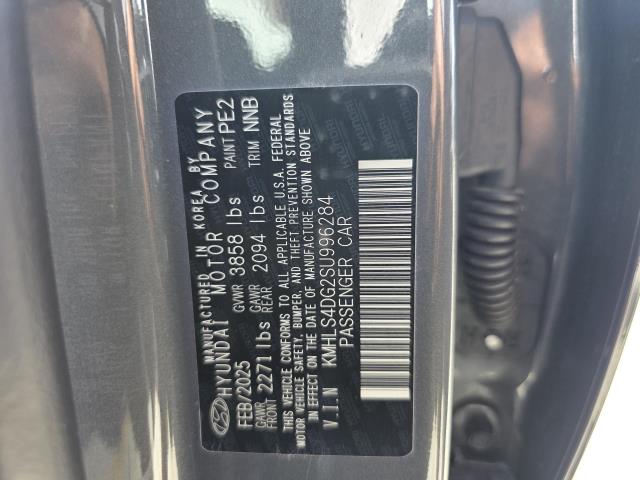 MANUFACTURED IN KOREA BY
HYUNDAI MOTOR COMPANY
FEB/2025 GVWR 3858 lbs PAINT PE2
GAWR FRONT 2271 lbs GAWR REAR 2094 lbs TRIM NNB
THIS VEHICLE CONFORMS TO ALL APPLICABLE U.S.A. FEDERAL
MOTOR VEHICLE SAFETY, BUMPER, AND THEFT PREVENTION STANDARDS
IN EFFECT ON THE DATE OF MANUFACTURE SHOWN ABOVE
V.I.N KMHLS4DG2SU996284
PASSENGER CAR